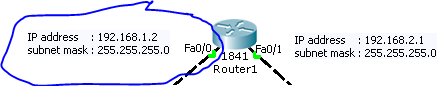 IP address : 192.168.1.2
subnet mask : 255.255.255.0
Fa0/0
1841
Router1
Fa0/1
IP address : 192.168.2.1
subnet mask : 255.255.255.0